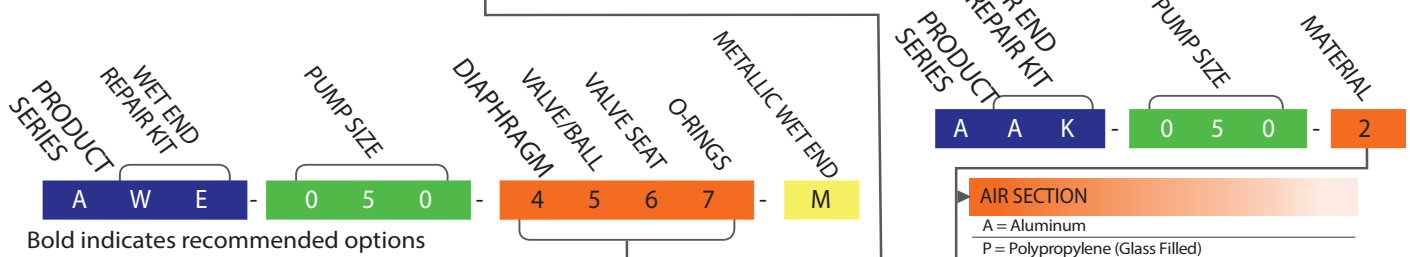 PRODUCT
SERIES
WET END
REPAIR KIT
PUMP SIZE
DIAPHRAGM
VALVE/BALL
VALVE SEAT
O-RINGS
METALLIC WET END
A W E - 0 5 0 - 4 5 6 7 - M
Bold indicates recommended options
PRODUCT
SERIES
END
REPAIR KIT
PUMP SIZE
MATERIAL
A A K - 0 5 0 - 2
AIR SECTION
A = Aluminum
P = Polypropylene (Glass Filled)